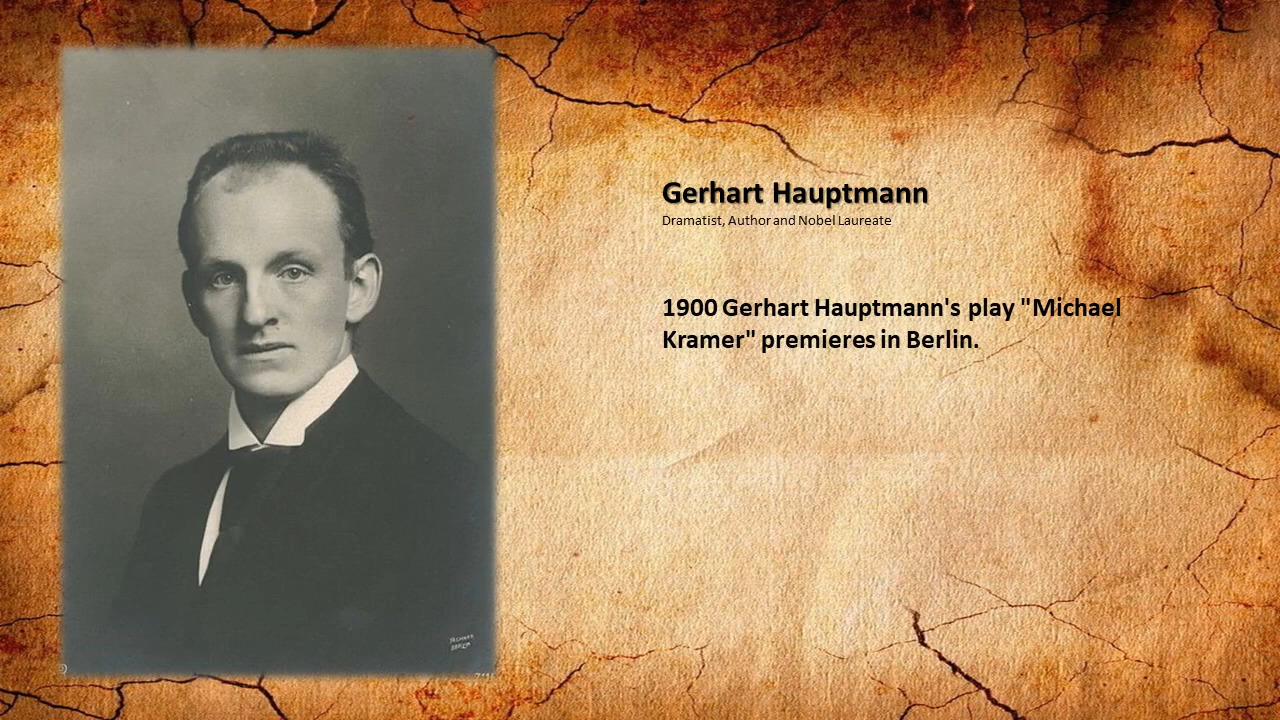 Gerhart Hauptmann
Dramatist, Author and Nobel Laureate
1900 Gerhart Hauptmann's play "Michael
Kramer" premieres in Berlin.